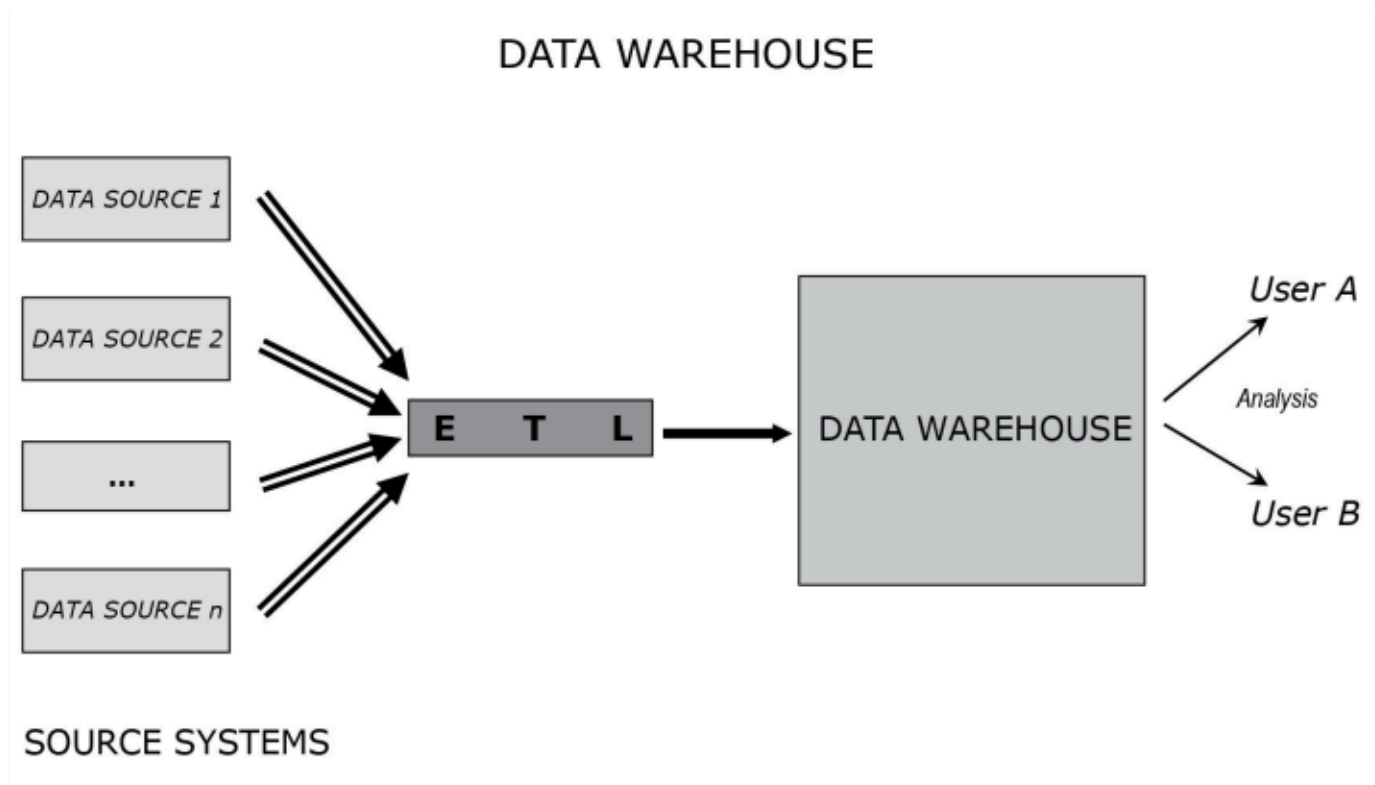 DATA WAREHOUSE
DATA SOURCE 1
DATA SOURCE 2
...
DATA SOURCE n
SOURCE SYSTEMS
E T L
DATA WAREHOUSE
User A
Analysis
User B